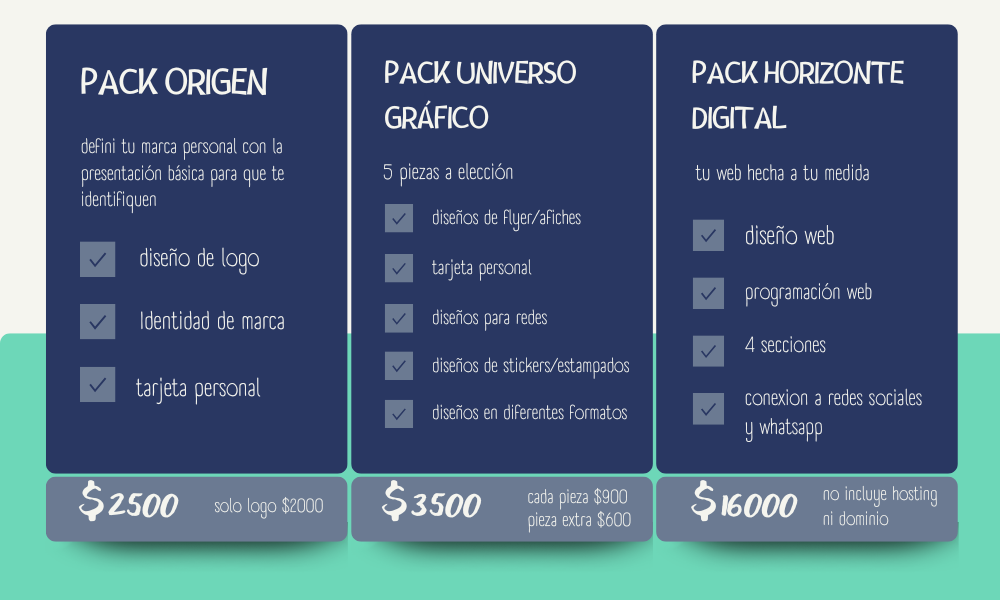 PACK ORIGEN
defini tu marca personal con la
presentación básica para que te
identifiquen
diseño de logo
Identidad de marca
tarjeta personal
$2500
solo logo $2000
PACK UNIVERSO
GRÁFICO
5 piezas a elección
diseños de flyer/afiches
tarjeta personal
diseños para redes
diseños de stickers/estampados
diseños en diferentes formatos
$3500
cada pieza $900
pieza extra $600
PACK HORIZONTE
DIGITAL
tu web hecha a tu medida
diseño web
programación web
4 secciones
conexion a redes sociales
y whatsapp
$16000
no incluye hosting
ni dominio